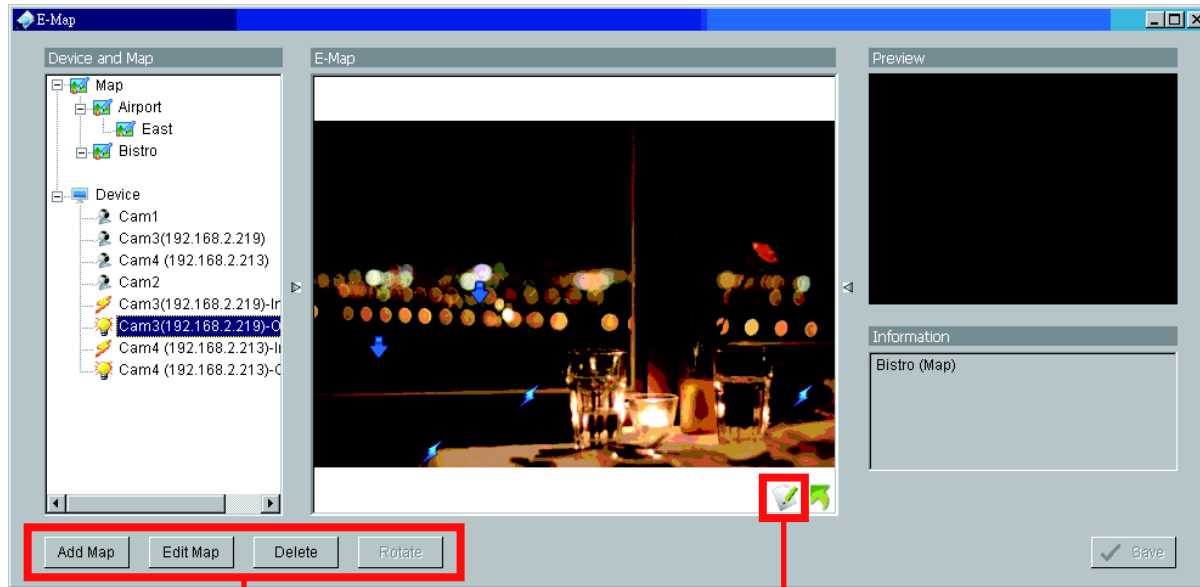 E-Map
Device and Map
Map
Airport
East
Bistro
Device
Cam1
Cam3(192.168.2.219)
Cam4 (192.168.2.213)
Cam2
Cam3(192.168.2.219)-In
Cam3(192.168.2.219)-O
Cam4 (192.168.2.213)-In
Cam4 (192.168.2.213)-O
E-Map
Preview
Information
Bistro (Map)
Add Map
Edit Map
Delete
Rotate
Save